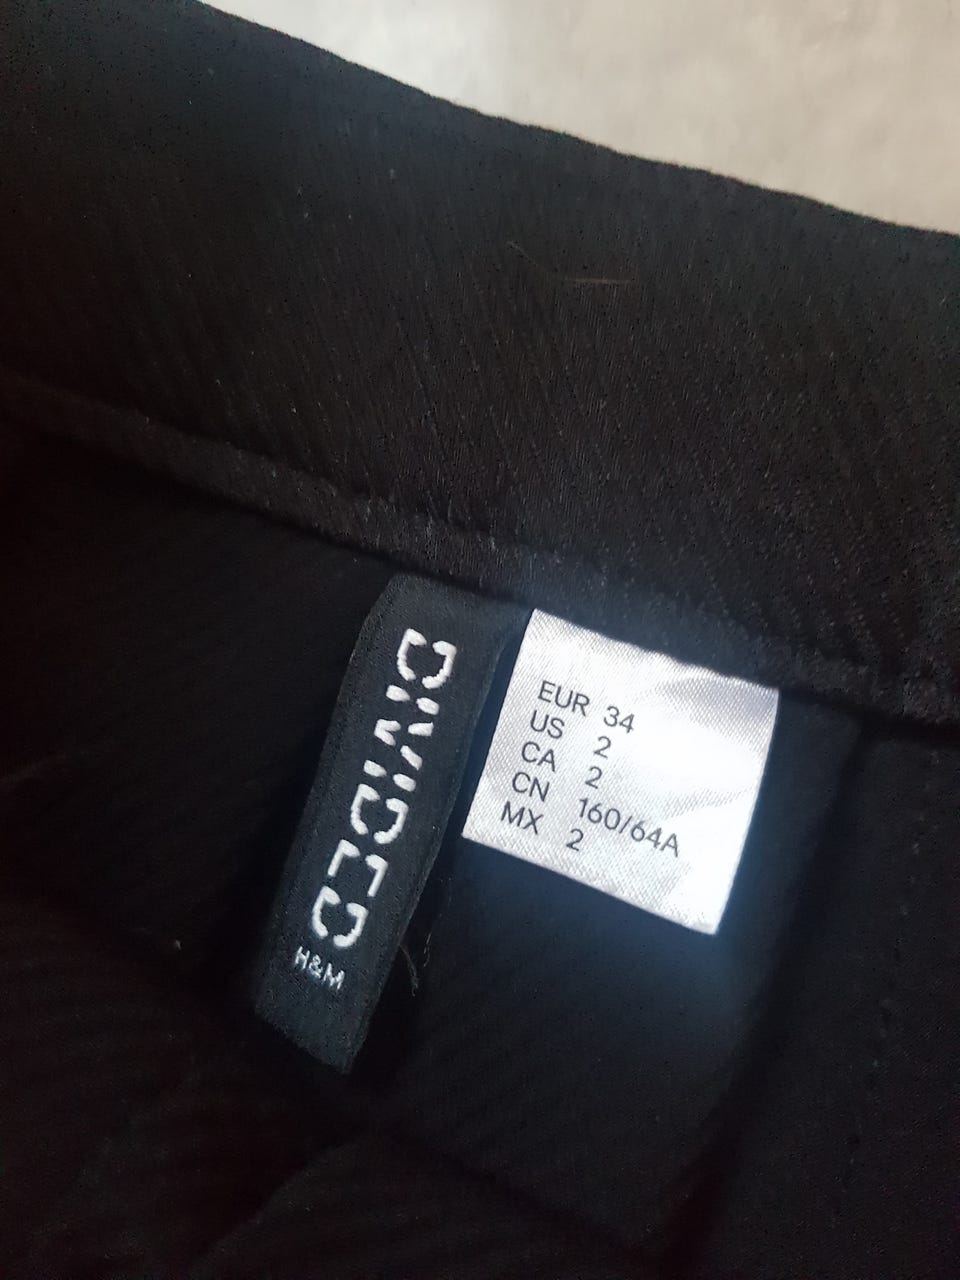 DIVIDED
H&M
EUR 34
US 2
CA 2
CN 160/64A
MX 2